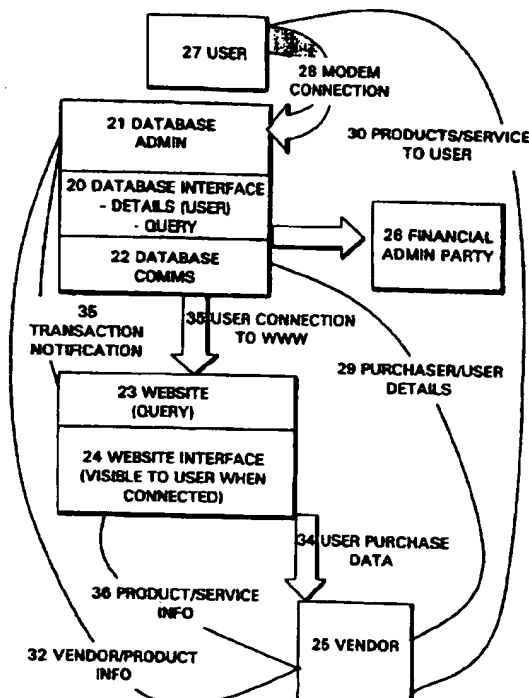 27 USER
28 MODEM
CONNECTION
21 DATABASE
ADMIN
30 PRODUCTS/SERVICE
TO USER
20 DATABASE INTERFACE
- DETAILS (USER)
- QUERY
26 FINANCIAL
ADMIN PARTY
22 DATABASE
COMMS
35
TRANSACTION
NOTIFICATION
35 USER CONNECTION
TO WWW
29 PURCHASER/USER
DETAILS
23 WEBSITE
(QUERY)
24 WEBSITE INTERFACE
(VISIBLE TO USER WHEN
CONNECTED)
34 USER PURCHASE
DATA
36 PRODUCT/SERVICE
INFO
25 VENDOR
32 VENDOR/PRODUCT
INFO